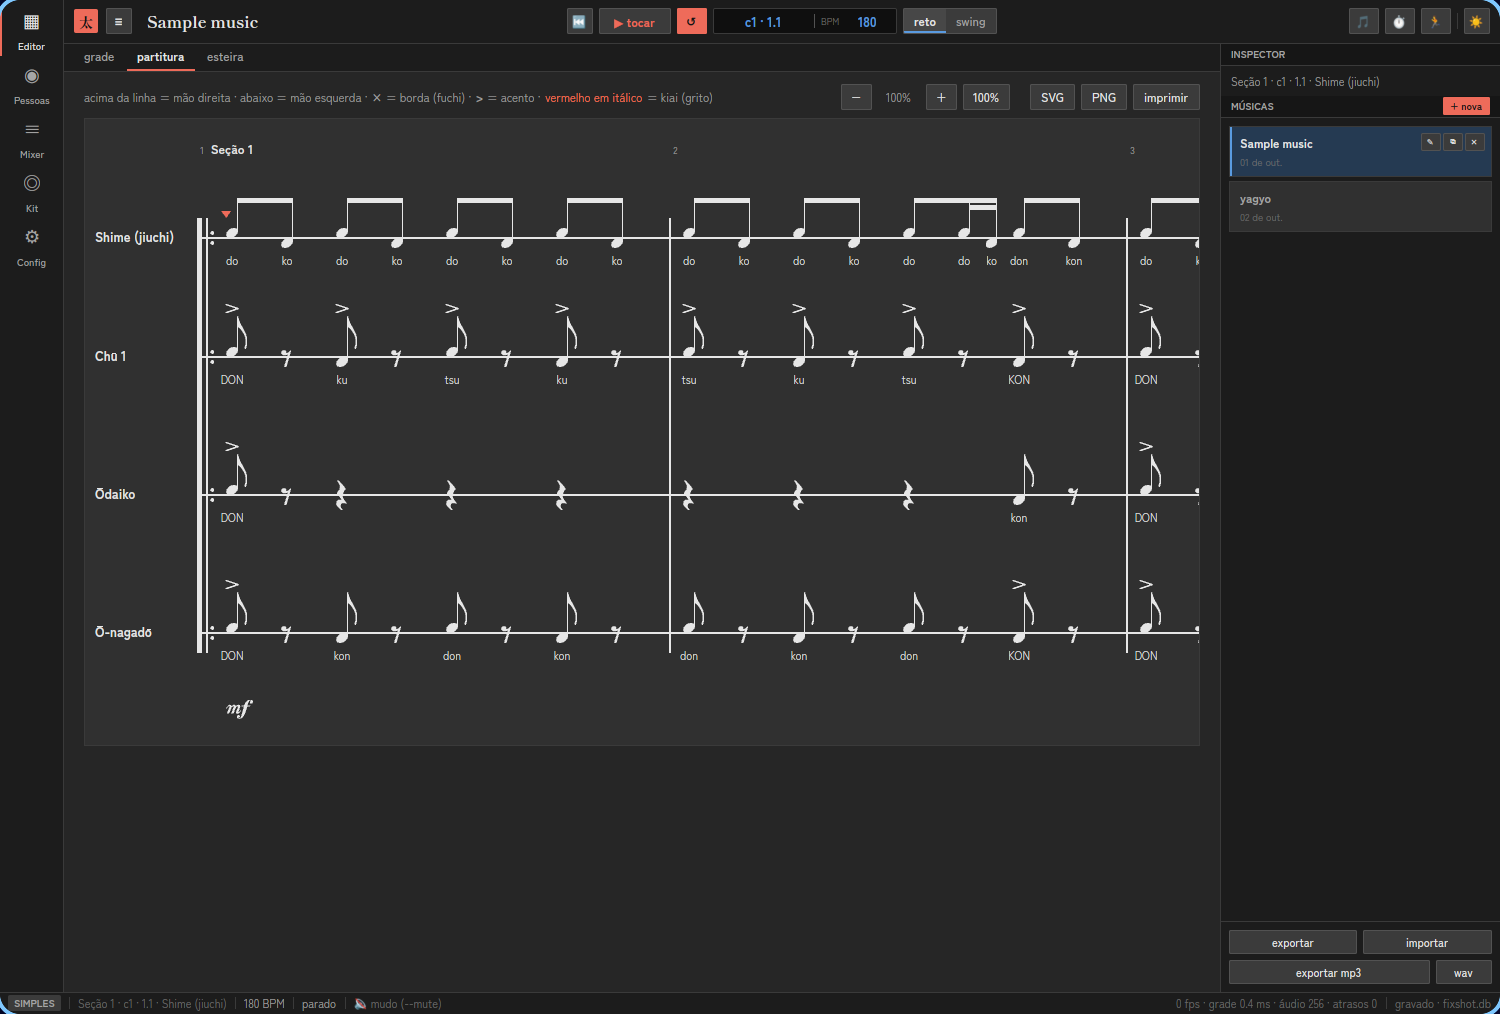 Editor
Pessoas
Mixer
Kit
Config
太 ≡ Sample music
▶ tocar ↺ c1 · 1.1 BPM 180 reto swing
grade partitura esteira
acima da linha = mão direita · abaixo = mão esquerda · × = borda (fuchi) · > = acento · vermelho em itálico = kiai (grito)
− 100% + 100% SVG PNG imprimir
1 Seção 1 2 3
Shime (jiuchi)
do ko do ko do ko do ko do ko do ko do do ko don kon do k
Chū 1
DON ku tsu ku tsu ku tsu KON DON
Ōdaiko
DON kon DON
Ō-nagadō
DON kon don kon don kon don KON DON
mf
INSPECTOR
Seção 1 · c1 · 1.1 · Shime (jiuchi)
MÚSICAS + nova
Sample music
01 de out.
yagyo
02 de out.
exportar importar
exportar mp3 wav
SIMPLES Seção 1 · c1 · 1.1 · Shime (jiuchi) 180 BPM parado mudo (--mute)
0 fps · grade 0.4 ms · áudio 256 · atrasos 0 gravado · fixshot.db